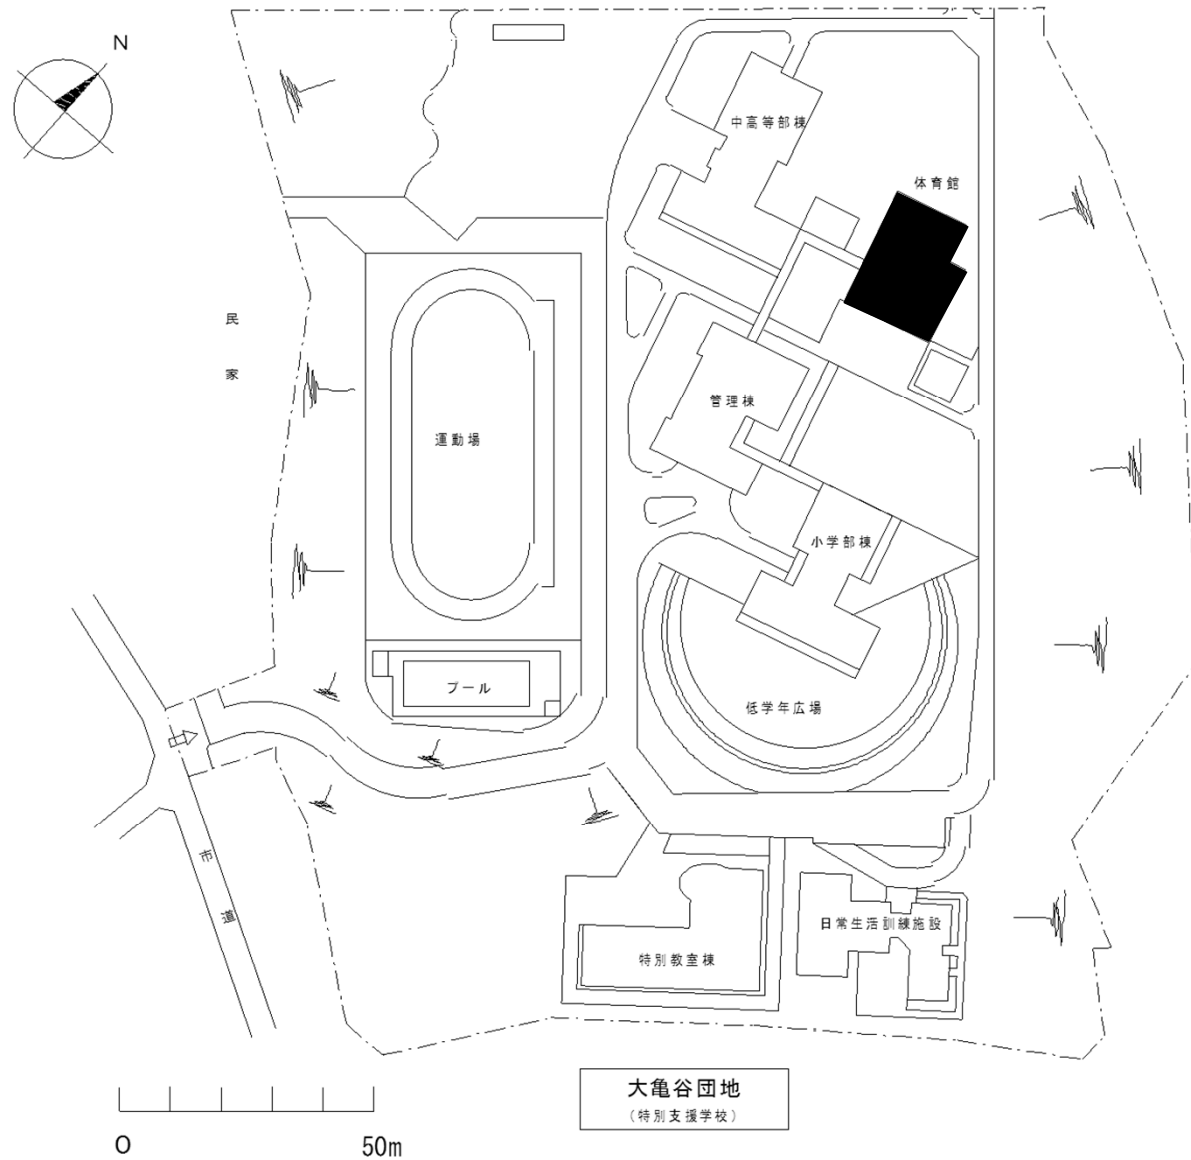 N
中高等部棟
体育館
民家
管理棟
運動場
小学部棟
プール
低学年広場
市道
日常生活訓練施設
特別教室棟
大亀谷団地
(特別支援学校)
0
50m